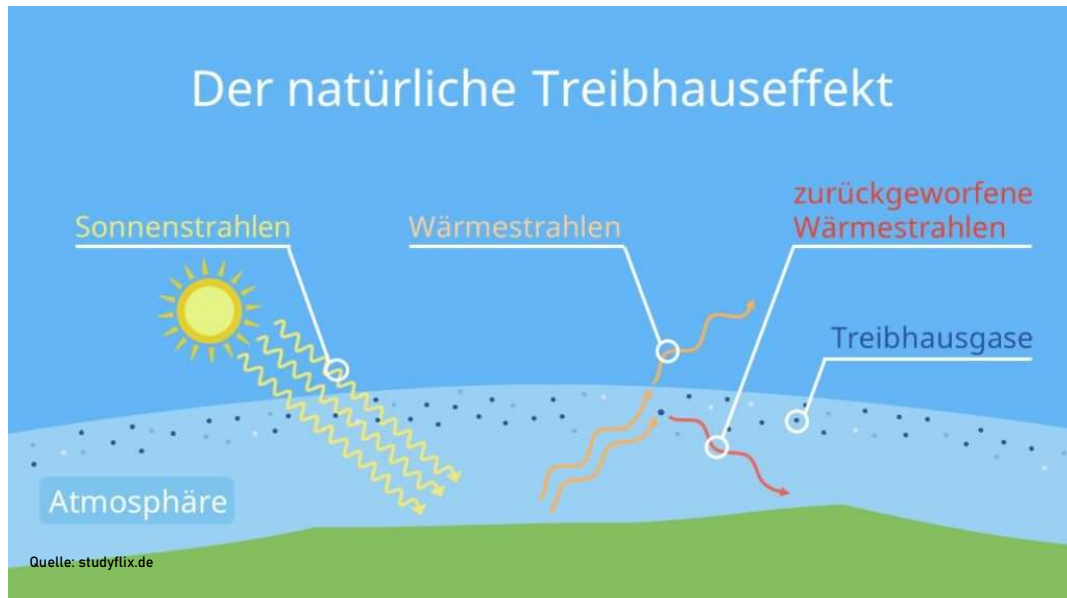 Der natürliche Treibhauseffekt
Sonnenstrahlen
Wärmestrahlen
zurückgeworfene
Wärmestrahlen
Treibhausgase
Atmosphäre
Quelle: studyflix.de